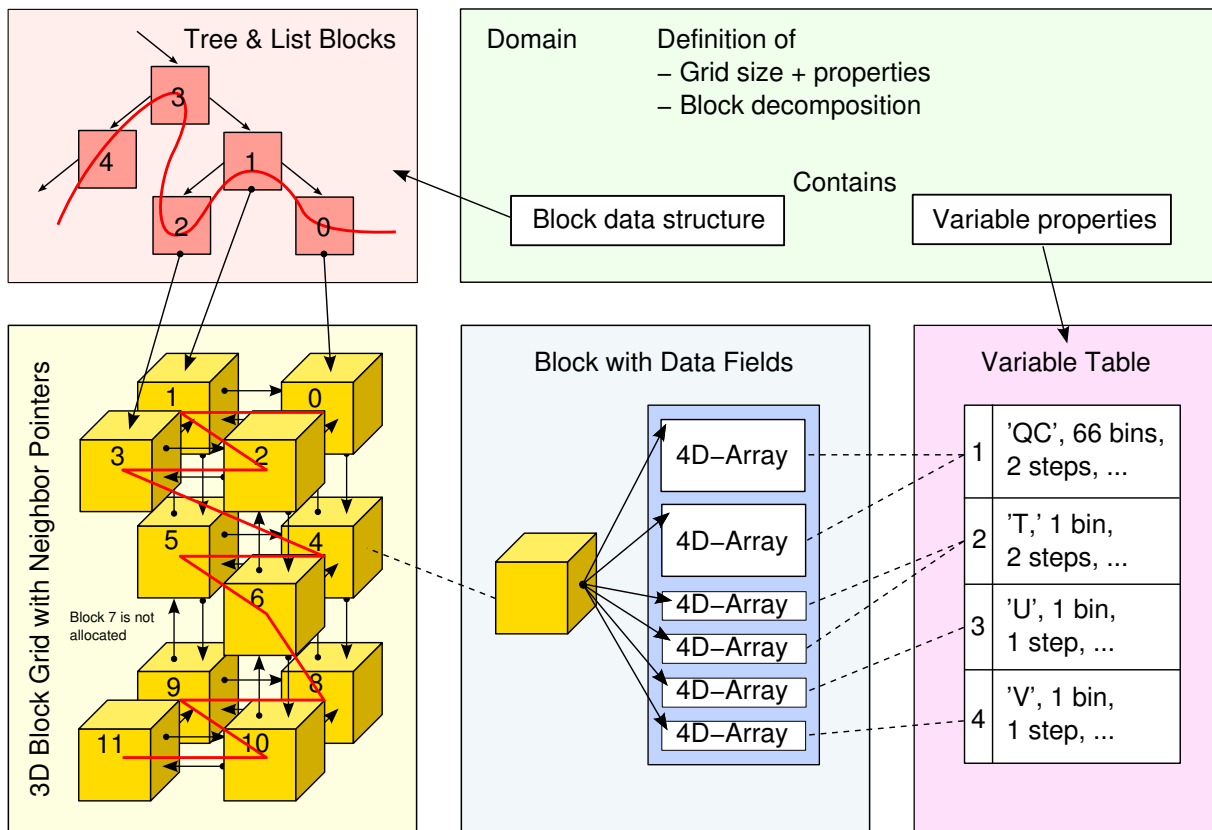 Tree & List Blocks
3
4
1
2
0
Domain
Definition of
– Grid size + properties
– Block decomposition
Contains
Block data structure
Variable properties
3D Block Grid with Neighbor Pointers
1
0
3
2
5
4
6
Block 7 is not
allocated
9
8
11
10
Block with Data Fields
4D–Array
4D–Array
4D–Array
4D–Array
4D–Array
4D–Array
Variable Table
1
'QC', 66 bins,
2 steps, ...
2
'T,' 1 bin,
2 steps, ...
3
'U', 1 bin,
1 step, ...
4
'V', 1 bin,
1 step, ...